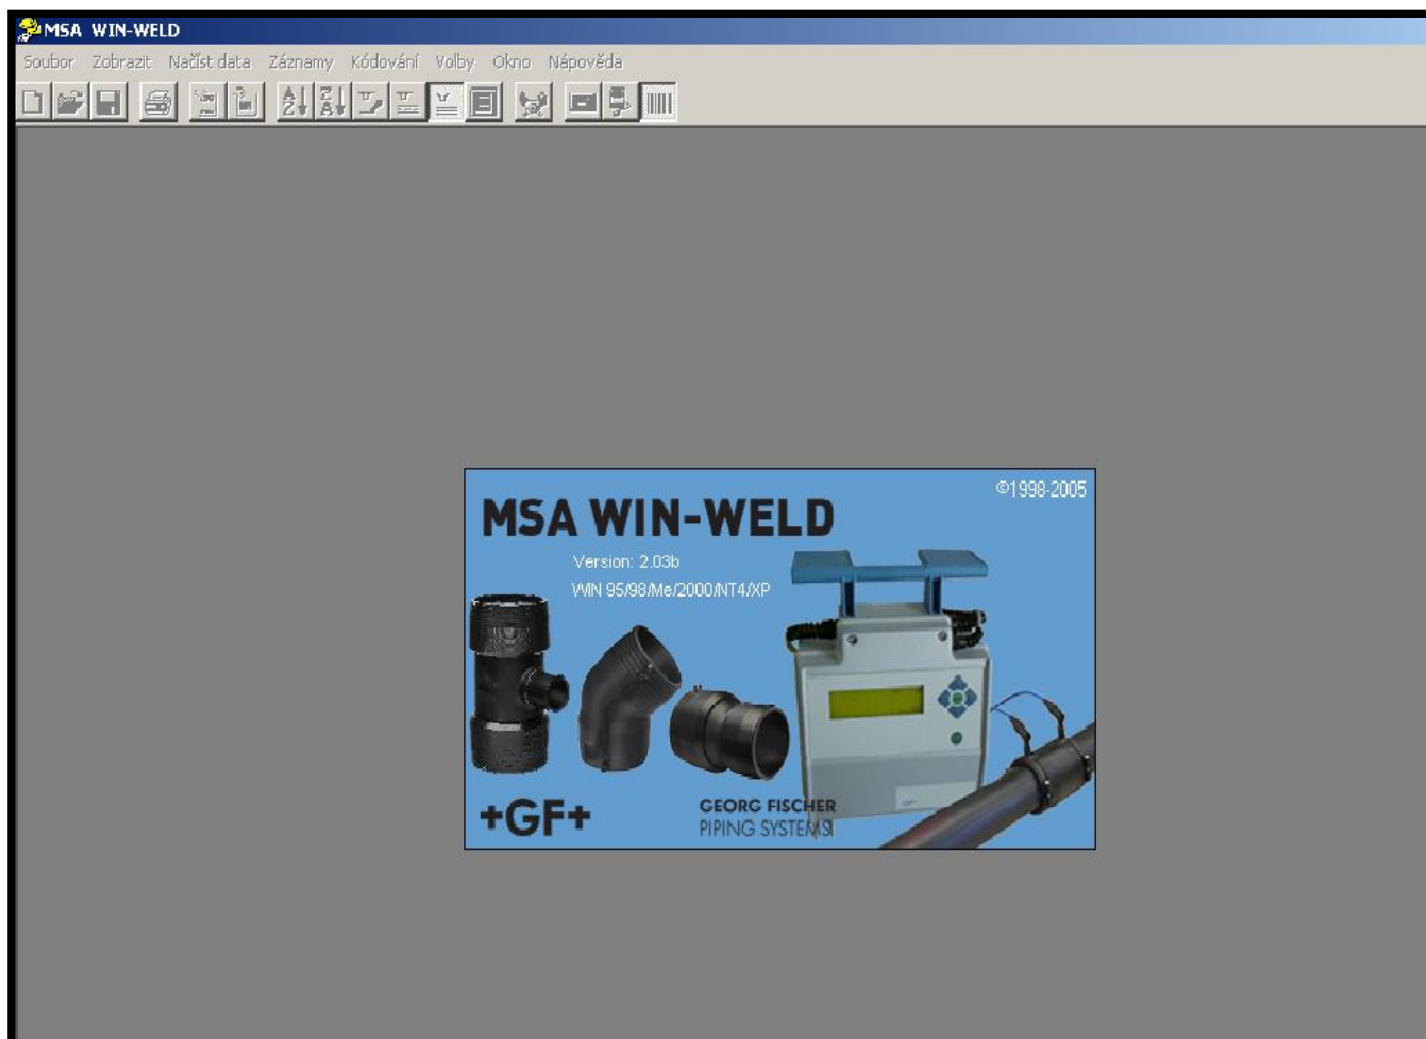 MSA WIN-WELD
Soubor Zobrazit Načíst data Záznamy Kódování Volby Okno Nápověda
©1998-2005
MSA WIN-WELD
Version: 2.03b
WIN 95/98/Me/2000/NT4/XP
+GF+
GEORG FISCHER
PIPING SYSTEMS